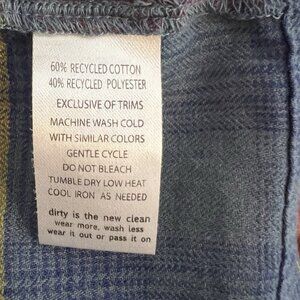 60% RECYCLED COTTON
40% RECYCLED POLYESTER
EXCLUSIVE OF TRIMS
MACHINE WASH COLD
WITH SIMILAR COLORS
GENTLE CYCLE
DO NOT BLEACH
TUMBLE DRY LOW HEAT
COOL IRON AS NEEDED
dirty is the new clean
wear more, wash less
wear it out or pass it on